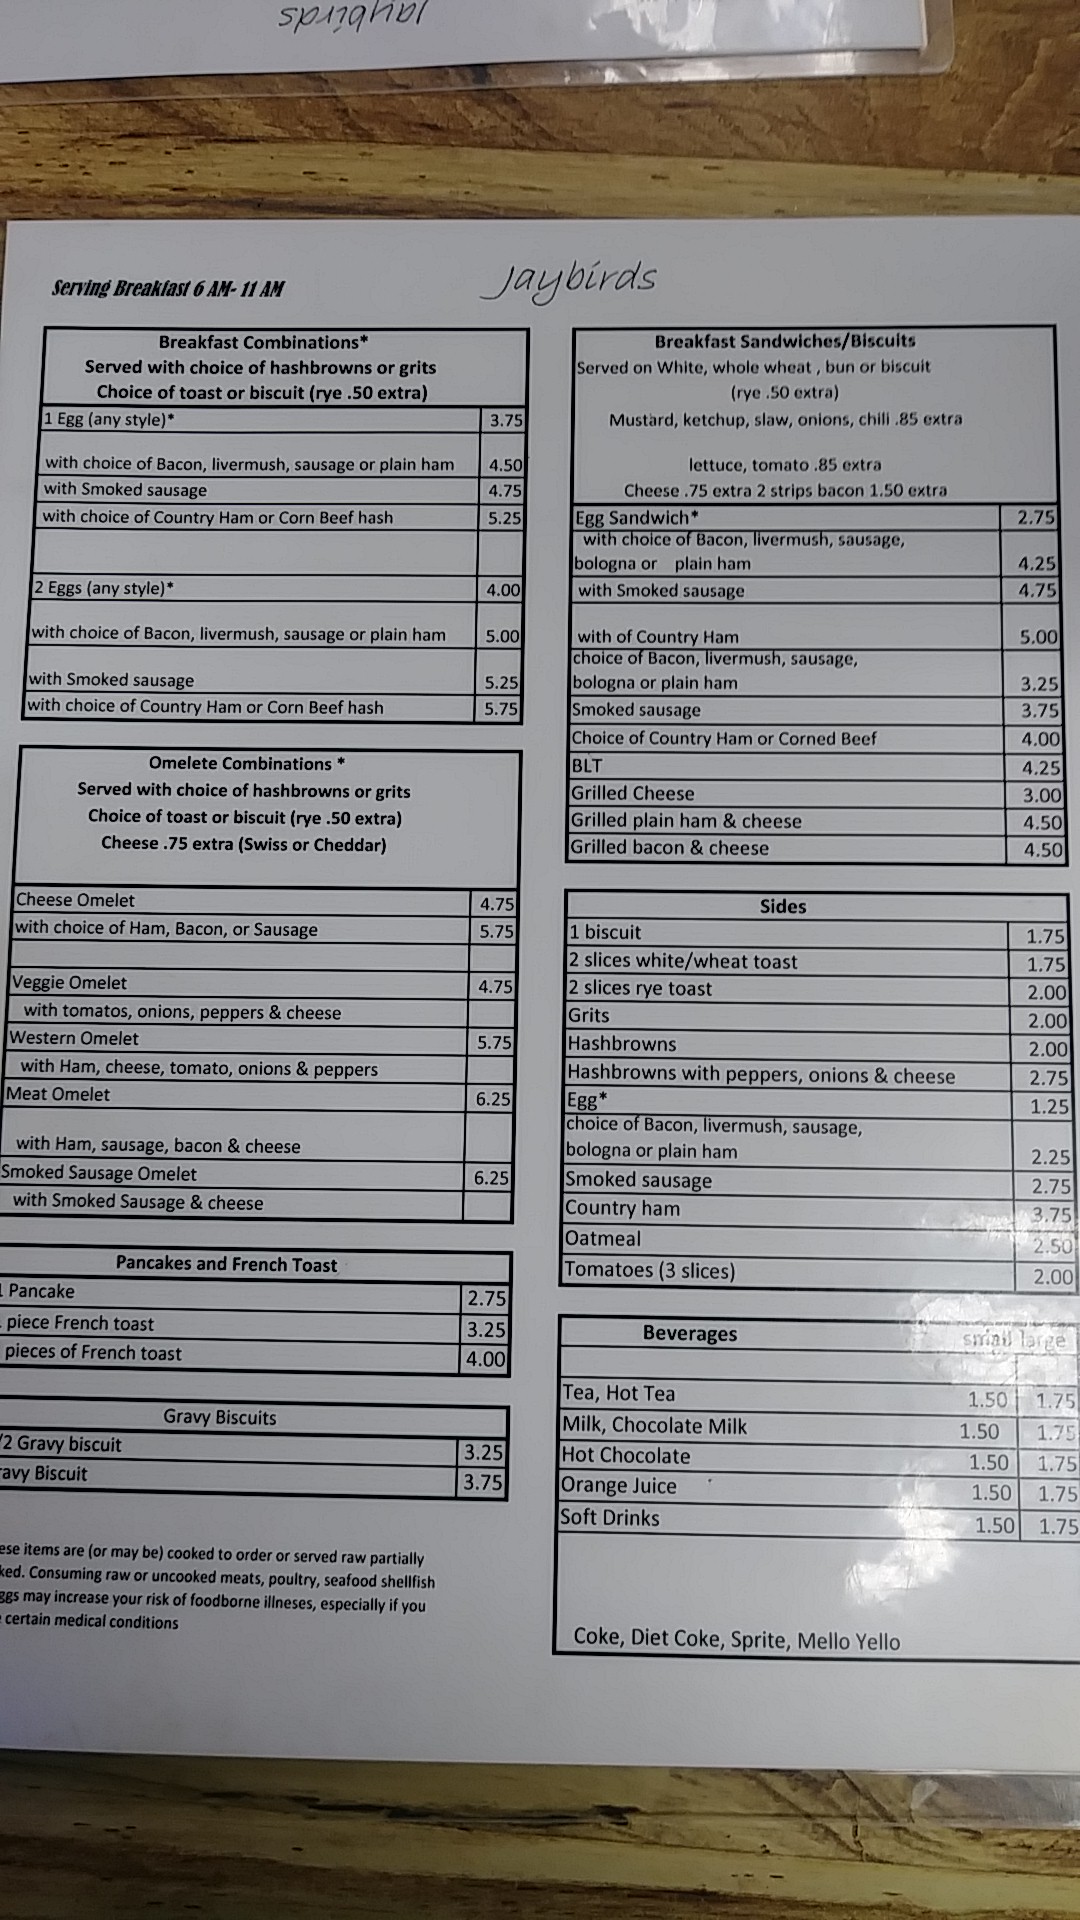 Jaybirds
Serving Breakfast 6 AM- 11 AM
Jaybirds
Breakfast Combinations*
Served with choice of hashbrowns or grits
Choice of toast or biscuit (rye .50 extra)
1 Egg (any style)* 3.75
with choice of Bacon, livermush, sausage or plain ham 4.50
with Smoked sausage 4.75
with choice of Country Ham or Corn Beef hash 5.25
2 Eggs (any style)* 4.00
with choice of Bacon, livermush, sausage or plain ham 5.00
with Smoked sausage 5.25
with choice of Country Ham or Corn Beef hash 5.75
Omelete Combinations *
Served with choice of hashbrowns or grits
Choice of toast or biscuit (rye .50 extra)
Cheese .75 extra (Swiss or Cheddar)
Cheese Omelet 4.75
with choice of Ham, Bacon, or Sausage 5.75
Veggie Omelet 4.75
with tomatos, onions, peppers & cheese
Western Omelet 5.75
with Ham, cheese, tomato, onions & peppers
Meat Omelet 6.25
with Ham, sausage, bacon & cheese
Smoked Sausage Omelet 6.25
with Smoked Sausage & cheese
Pancakes and French Toast
Pancake 2.75
piece French toast 3.25
pieces of French toast 4.00
Gravy Biscuits
/2 Gravy biscuit 3.25
ravy Biscuit 3.75
ese items are (or may be) cooked to order or served raw partially
ked. Consuming raw or uncooked meats, poultry, seafood shellfish
ggs may increase your risk of foodborne illneses, especially if you
certain medical conditions
Breakfast Sandwiches/Biscuits
Served on White, whole wheat , bun or biscuit
(rye .50 extra)
Mustard, ketchup, slaw, onions, chili .85 extra
lettuce, tomato .85 extra
Cheese .75 extra 2 strips bacon 1.50 extra
Egg Sandwich* 2.75
with choice of Bacon, livermush, sausage,
bologna or plain ham 4.25
with Smoked sausage 4.75
with of Country Ham 5.00
choice of Bacon, livermush, sausage,
bologna or plain ham 3.25
Smoked sausage 3.75
Choice of Country Ham or Corned Beef 4.00
BLT 4.25
Grilled Cheese 3.00
Grilled plain ham & cheese 4.50
Grilled bacon & cheese 4.50
Sides
1 biscuit 1.75
2 slices white/wheat toast 1.75
2 slices rye toast 2.00
Grits 2.00
Hashbrowns 2.00
Hashbrowns with peppers, onions & cheese 2.75
Egg* 1.25
choice of Bacon, livermush, sausage,
bologna or plain ham 2.25
Smoked sausage 2.75
Country ham 3.75
Oatmeal 2.50
Tomatoes (3 slices) 2.00
Beverages small large
Tea, Hot Tea 1.50 1.75
Milk, Chocolate Milk 1.50 1.75
Hot Chocolate 1.50 1.75
Orange Juice 1.50 1.75
Soft Drinks 1.50 1.75
Coke, Diet Coke, Sprite, Mello Yello